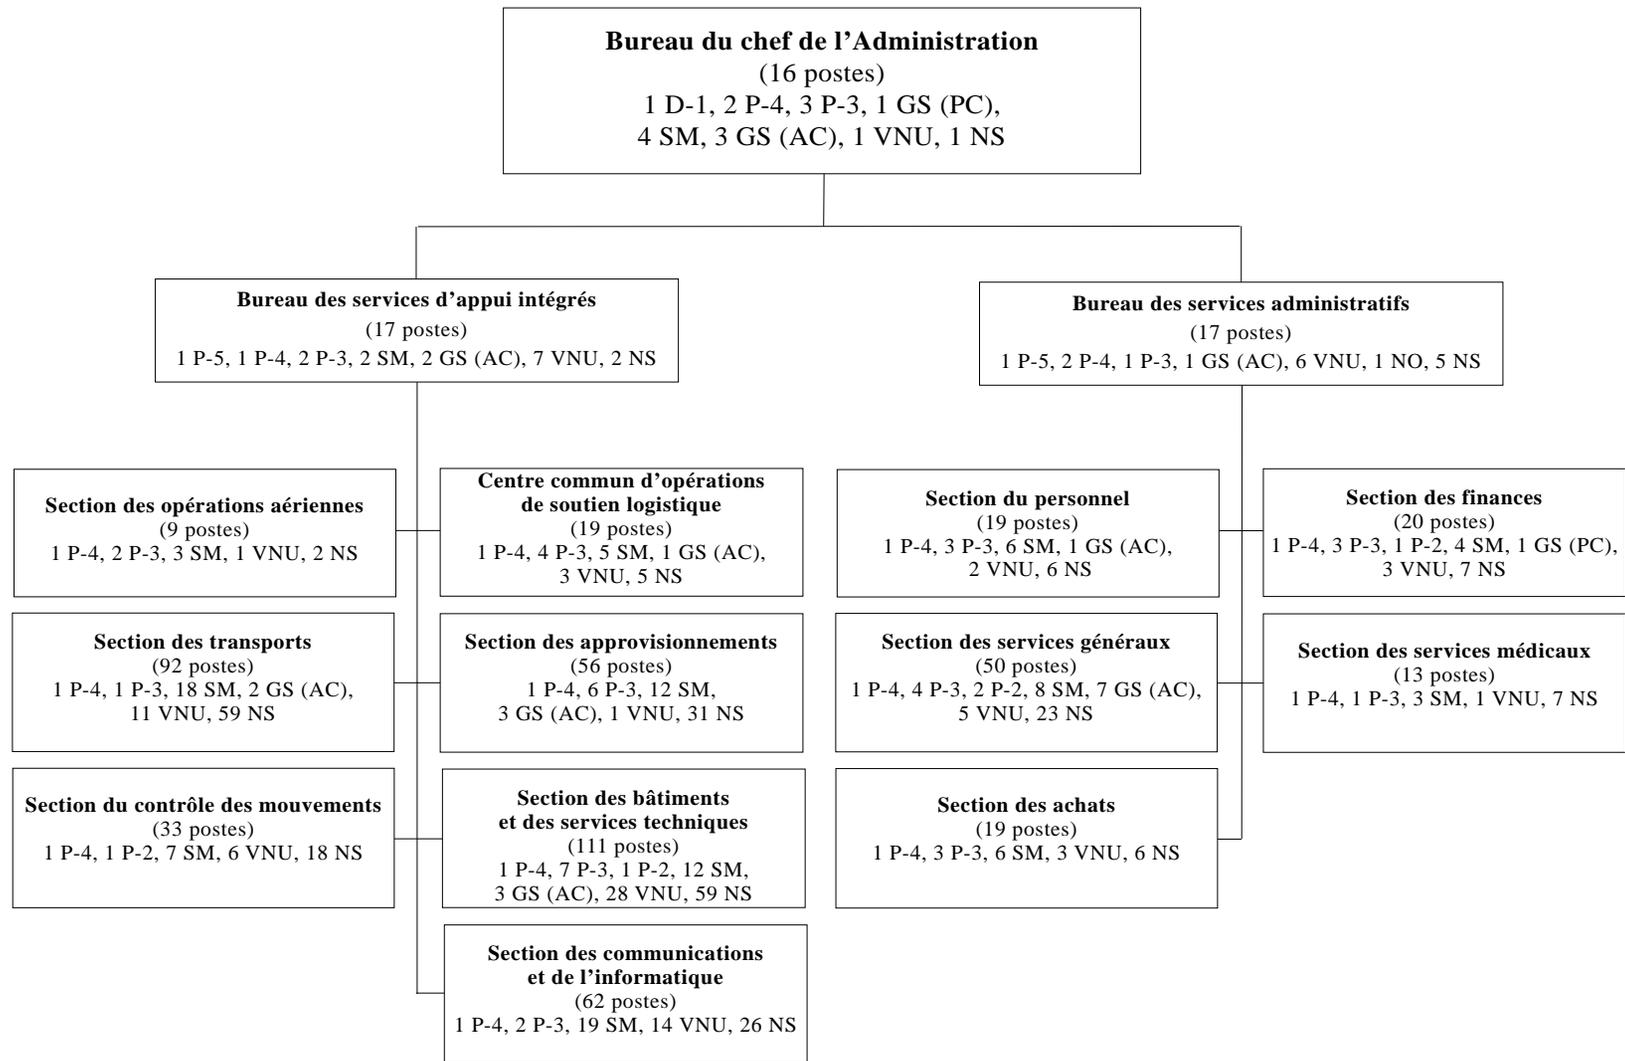 Bureau du chef de l’Administration
(16 postes)
1 D-1, 2 P-4, 3 P-3, 1 GS (PC),
4 SM, 3 GS (AC), 1 VNU, 1 NS
Bureau des services d’appui intégrés
(17 postes)
1 P-5, 1 P-4, 2 P-3, 2 SM, 2 GS (AC), 7 VNU, 2 NS
Bureau des services administratifs
(17 postes)
1 P-5, 2 P-4, 1 P-3, 1 GS (AC), 6 VNU, 1 NO, 5 NS
Section des opérations aériennes
(9 postes)
1 P-4, 2 P-3, 3 SM, 1 VNU, 2 NS
Centre commun d’opérations
de soutien logistique
(19 postes)
1 P-4, 4 P-3, 5 SM, 1 GS (AC),
3 VNU, 5 NS
Section du personnel
(19 postes)
1 P-4, 3 P-3, 6 SM, 1 GS (AC),
2 VNU, 6 NS
Section des finances
(20 postes)
1 P-4, 3 P-3, 1 P-2, 4 SM, 1 GS (PC),
3 VNU, 7 NS
Section des transports
(92 postes)
1 P-4, 1 P-3, 18 SM, 2 GS (AC),
11 VNU, 59 NS
Section des approvisionnements
(56 postes)
1 P-4, 6 P-3, 12 SM,
3 GS (AC), 1 VNU, 31 NS
Section des services généraux
(50 postes)
1 P-4, 4 P-3, 2 P-2, 8 SM, 7 GS (AC),
5 VNU, 23 NS
Section des services médicaux
(13 postes)
1 P-4, 1 P-3, 3 SM, 1 VNU, 7 NS
Section du contrôle des mouvements
(33 postes)
1 P-4, 1 P-2, 7 SM, 6 VNU, 18 NS
Section des bâtiments
et des services techniques
(111 postes)
1 P-4, 7 P-3, 1 P-2, 12 SM,
3 GS (AC), 28 VNU, 59 NS
Section des achats
(19 postes)
1 P-4, 3 P-3, 6 SM, 3 VNU, 6 NS
Section des communications
et de l’informatique
(62 postes)
1 P-4, 2 P-3, 19 SM, 14 VNU, 26 NS